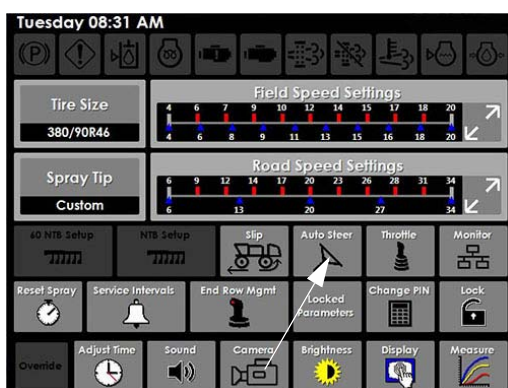 Tuesday 08:31 AM
(P)
Tire Size
380/90R46
Field Speed Settings
4 6 7 9 10 12 14 15 17 18 20
4 6 8 9 11 13 15 16 18 20
Spray Tip
Custom
Road Speed Settings
6 9 12 14 17 20 23 26 28 31 34
6 13 20 27 34
60 NTB Setup
NTB Setup
Slip
Auto Steer
Throttle
Monitor
Reset Spray
Service Intervals
End Row Mgmt
Locked
Parameters
Change PIN
Lock
Override
Adjust Time
Sound
Camera
Brightness
Display
Measure